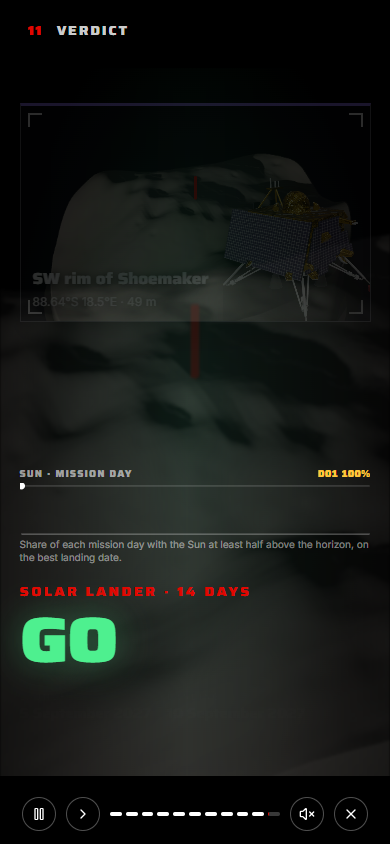 11 VERDICT
SW rim of Shoemaker
88.64°S 18.5°E · 49 m
SUN · MISSION DAY D01 100%
Share of each mission day with the Sun at least half above the horizon, on
the best landing date.
SOLAR LANDER · 14 DAYS
GO